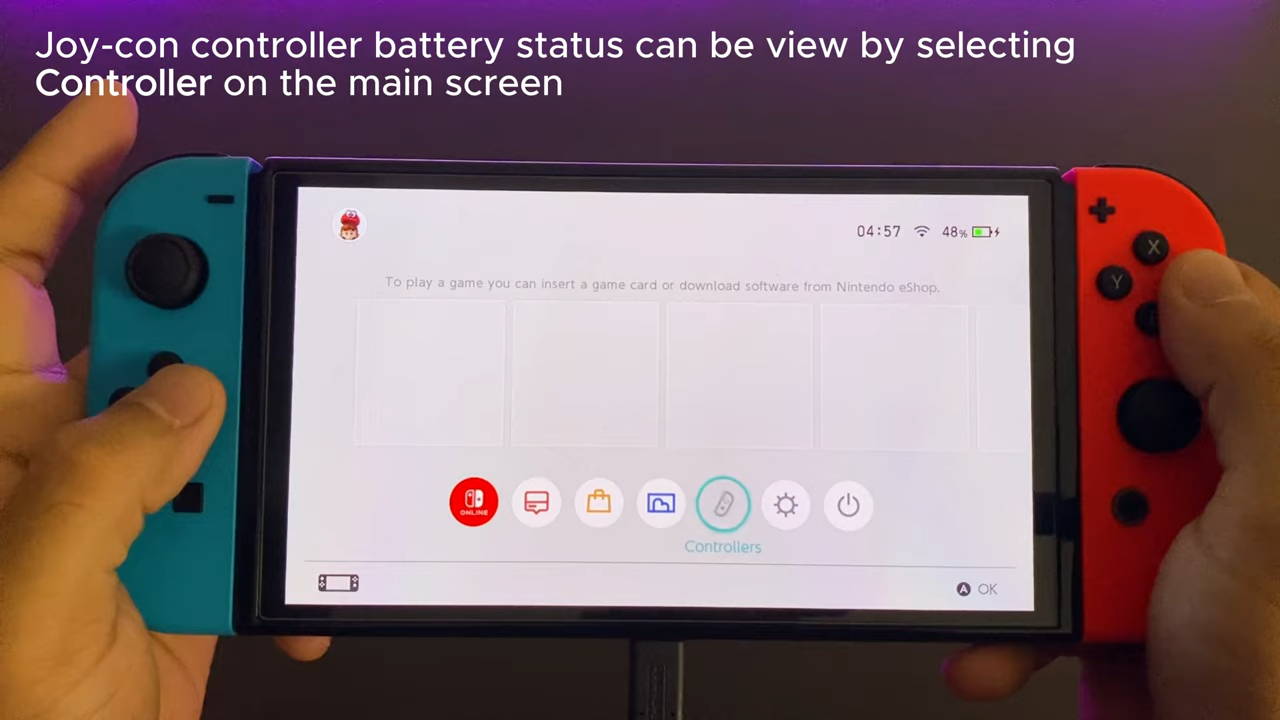 Joy-con controller battery status can be view by selecting
Controller on the main screen
04:57 48%
To play a game you can insert a game card or download software from Nintendo eShop.
X
Y
ONLINE
Controllers
A OK